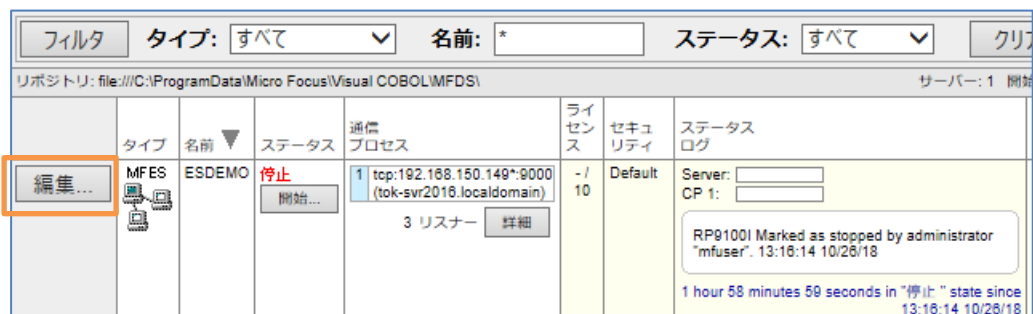 フィルタ タイプ: すべて 名前: * ステータス: すべて クリア
リポジトリ: file:///C:\ProgramData\Micro Focus\Visual COBOL\MFDS\ サーバー: 1 開始
タイプ 名前 ステータス 通信
プロセス ライ
センス セキュ
リティ ステータス
ログ
編集... MFES ESDEMO 停止 1 tcp:192.168.150.149*:9000
(tok-svr2016.localdomain) - /
10 Default Server:
開始... CP 1:
3 リスナー 詳細
RP9100I Marked as stopped by administrator
"mfuser". 13:16:14 10/26/18
1 hour 58 minutes 59 seconds in "停止 " state since
13:16:14 10/26/18